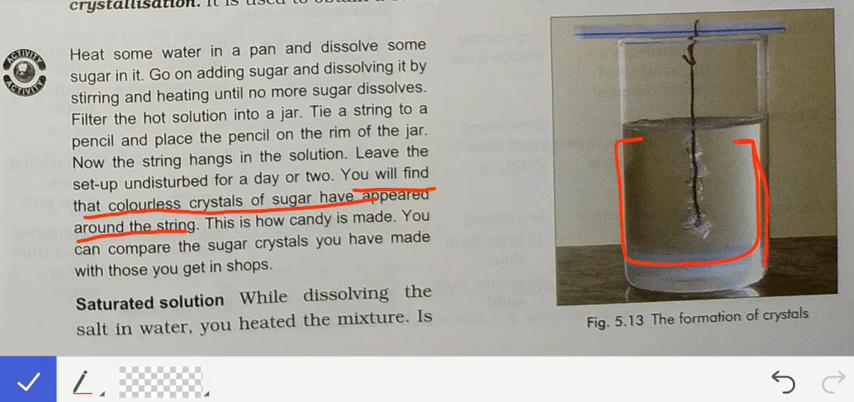 crystallisation. It is used to obtain
Heat some water in a pan and dissolve some
sugar in it. Go on adding sugar and dissolving it by
stirring and heating until no more sugar dissolves.
Filter the hot solution into a jar. Tie a string to a
pencil and place the pencil on the rim of the jar.
Now the string hangs in the solution. Leave the
set-up undisturbed for a day or two. You will find
that colourless crystals of sugar have appeared
around the string. This is how candy is made. You
can compare the sugar crystals you have made
with those you get in shops.
Saturated solution While dissolving the
salt in water, you heated the mixture. Is
ACTIVITY
ACTIVITY
Fig. 5.13 The formation of crystals